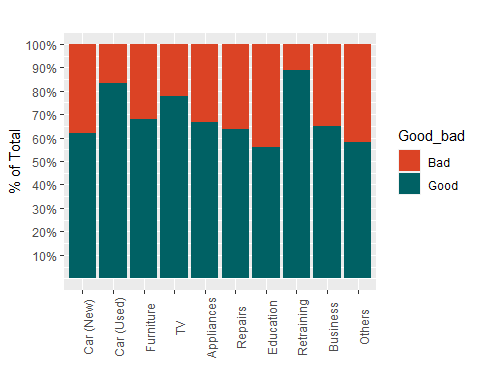 % of Total
100%
90%
80%
70%
60%
50%
40%
30%
20%
10%
Car (New)
Car (Used)
Furniture
TV
Appliances
Repairs
Education
Retraining
Business
Others
Good_bad
Bad
Good